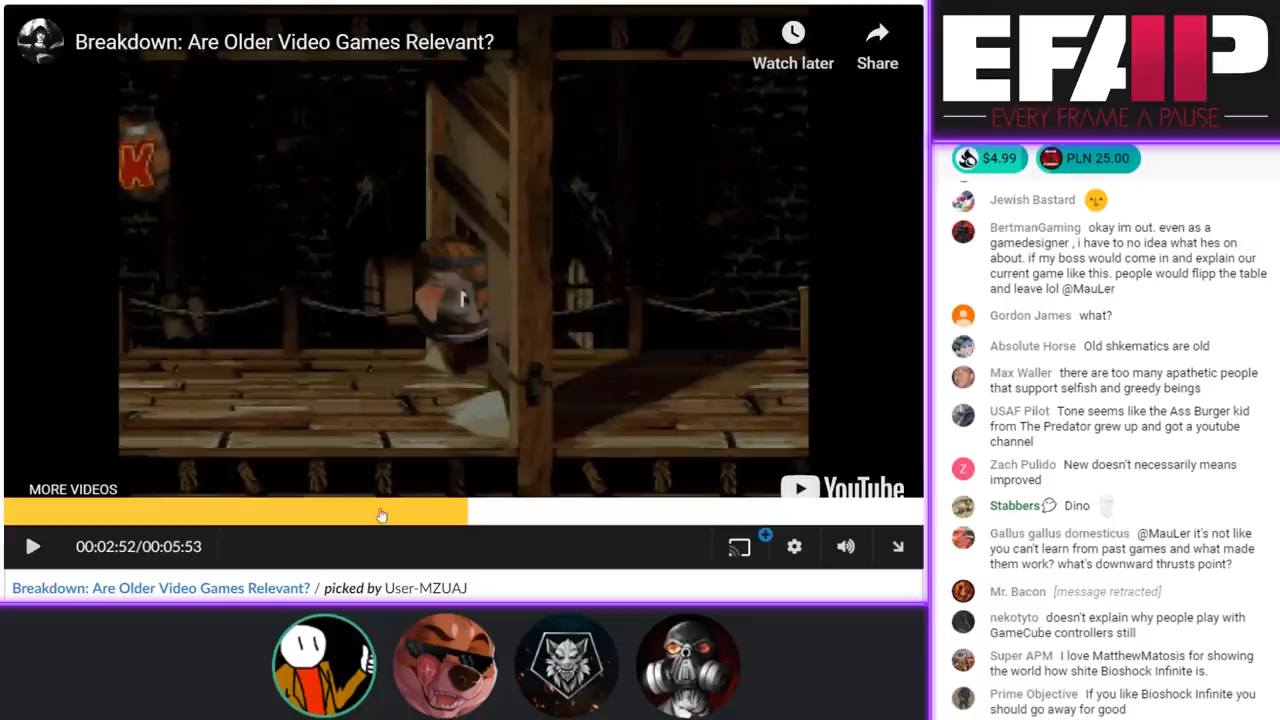 Breakdown: Are Older Video Games Relevant?
Watch later
Share
K
MORE VIDEOS
YouTube
00:02:52/00:05:53
Breakdown: Are Older Video Games Relevant? / picked by User-MZUAJ
EFAP
EVERY FRAME A PAUSE
$4.99
PLN 25.00
Jewish Bastard
BertmanGaming okay im out. even as a
gamedesigner , i have to no idea what hes on
about. if my boss would come in and explain our
current game like this. people would flipp the table
and leave lol @MauLer
Gordon James what?
Absolute Horse Old shkematics are old
Max Waller there are too many apathetic people
that support selfish and greedy beings
USAF Pilot Tone seems like the Ass Burger kid
from The Predator grew up and got a youtube
channel
Z
Zach Pulido New doesn't necessarily means
improved
Stabbers Dino
Gallus gallus domesticus @MauLer it's not like
you can't learn from past games and what made
them work? what's downward thrusts point?
Mr. Bacon [message retracted]
nekotyto doesn't explain why people play with
GameCube controllers still
Super APM I love MatthewMatosis for showing
the world how shite Bioshock Infinite is.
Prime Objective If you like Bioshock Infinite you
should go away for good